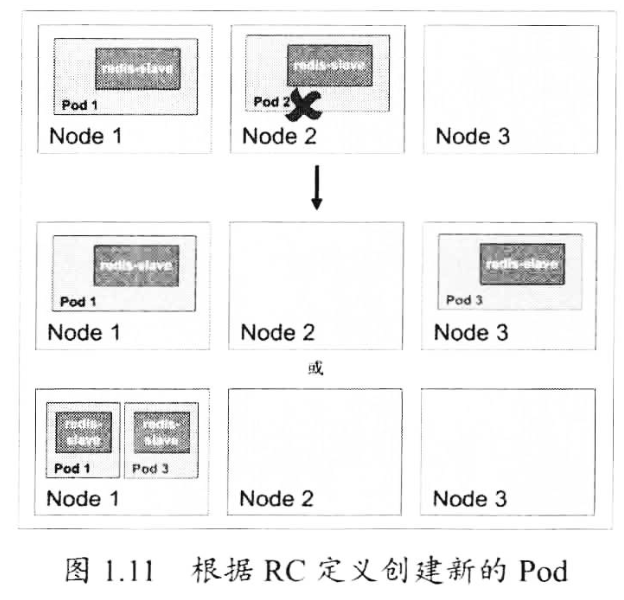 redis-slave
Pod 1
Node 1
redis-slave
Pod 2
Node 2
Node 3
redis-slave
Pod 1
Node 1
Node 2
redis-slave
Pod 3
Node 3
或
redis-
slave
Pod 1
redis-
slave
Pod 3
Node 1
Node 2
Node 3
图 1.11 根据 RC 定义创建新的 Pod